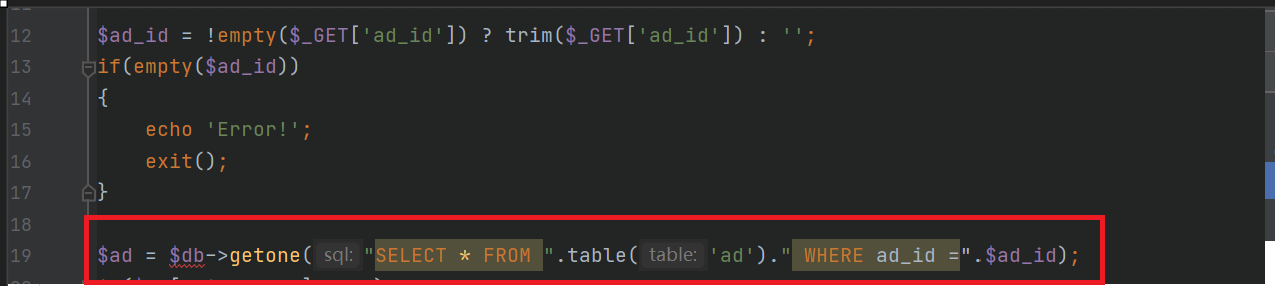 12 $ad_id = !empty($_GET['ad_id']) ? trim($_GET['ad_id']) : '';
13 if(empty($ad_id))
14 {
15 echo 'Error!';
16 exit();
17 }
18
19 $ad = $db->getone( sql: "SELECT * FROM ".table( table: 'ad')." WHERE ad_id =".$ad_id);